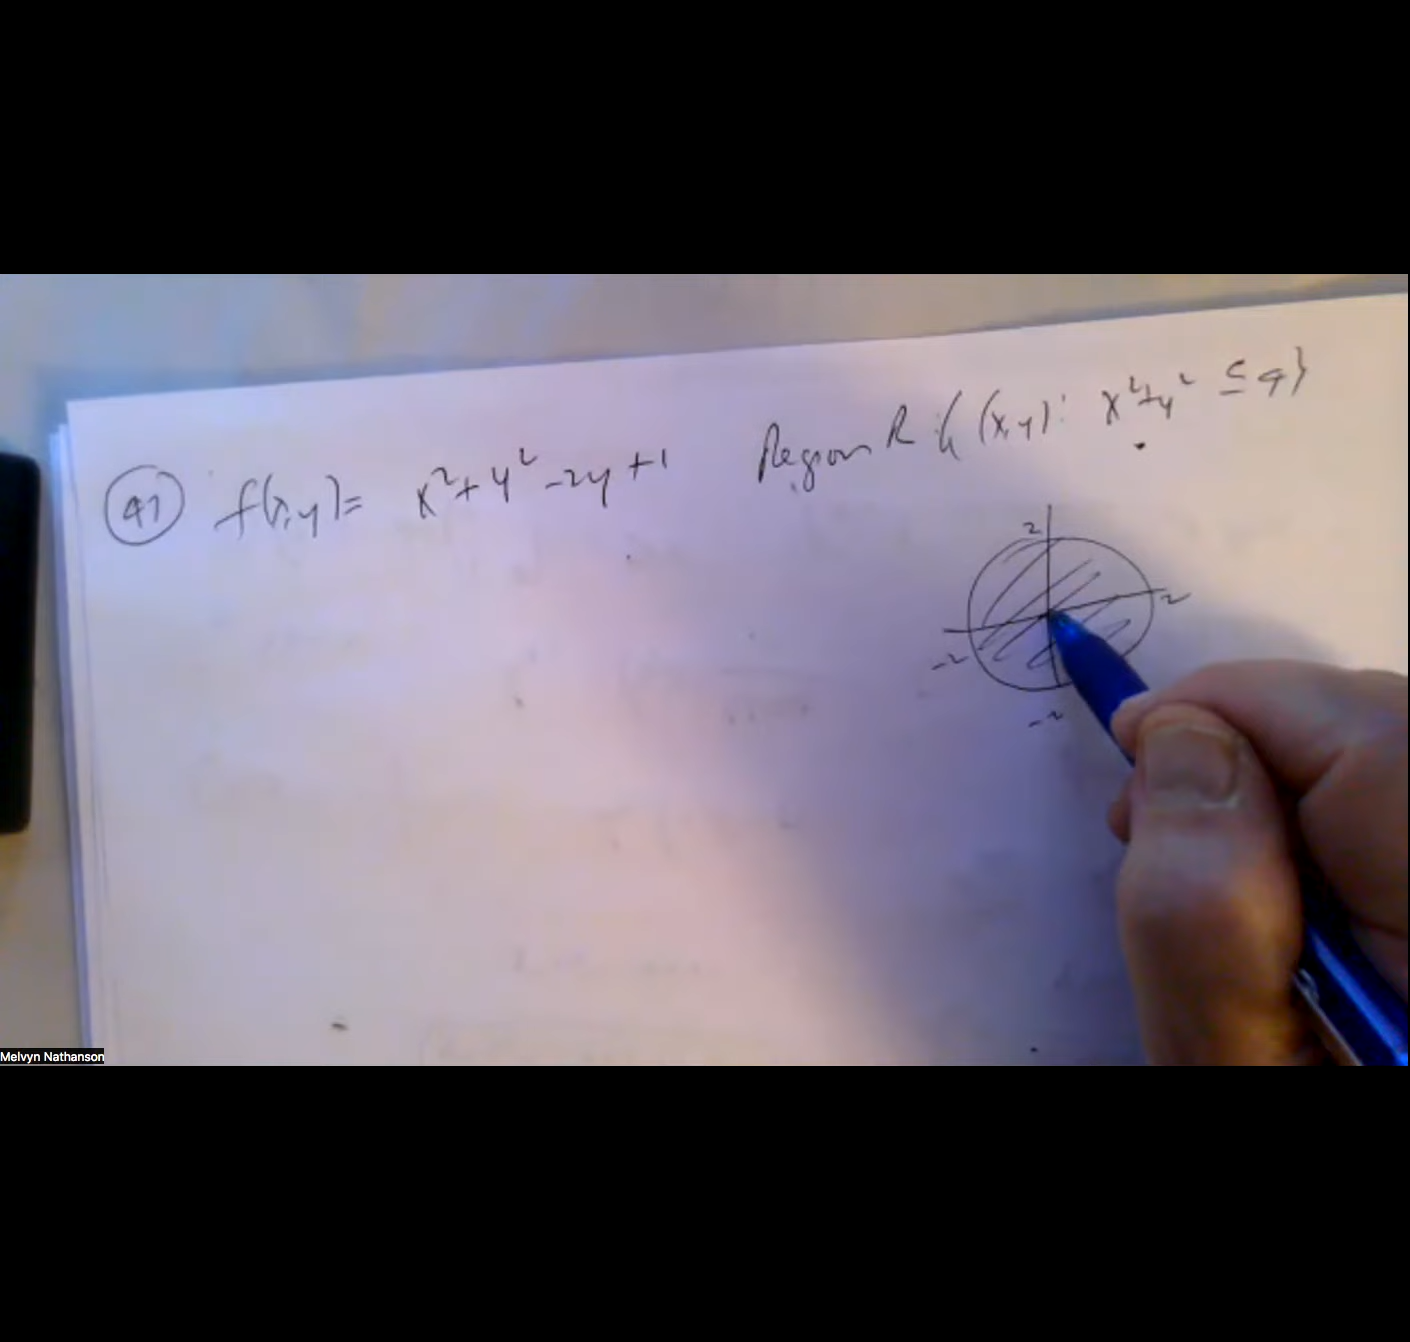 41 f(x,y)= x²+y²-2y+1 Region R : { (x,y): x²+y² ≤ 4}
2
2
-2
-2
Melvyn Nathanson